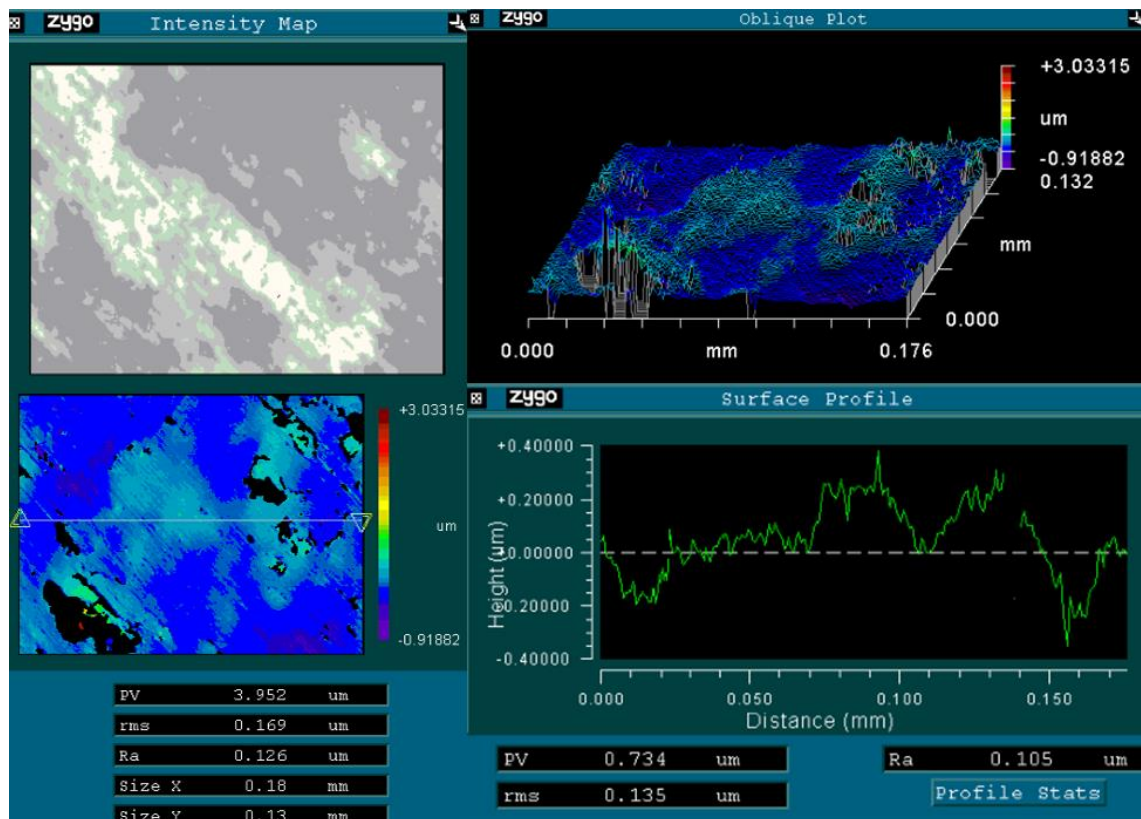 zygo Intensity Map
+3.03315
um
-0.91882
PV 3.952 um
rms 0.169 um
Ra 0.126 um
Size X 0.18 mm
Size Y 0.13 mm
zygo Oblique Plot
+3.03315
um
-0.91882
0.132
mm
0.000
0.000 mm 0.176
zygo Surface Profile
+0.40000
+0.20000
+0.00000
-0.20000
-0.40000
Height (um)
0.000 0.050 0.100 0.150
Distance (mm)
PV 0.734 um
rms 0.135 um
Ra 0.105 um
Profile Stats